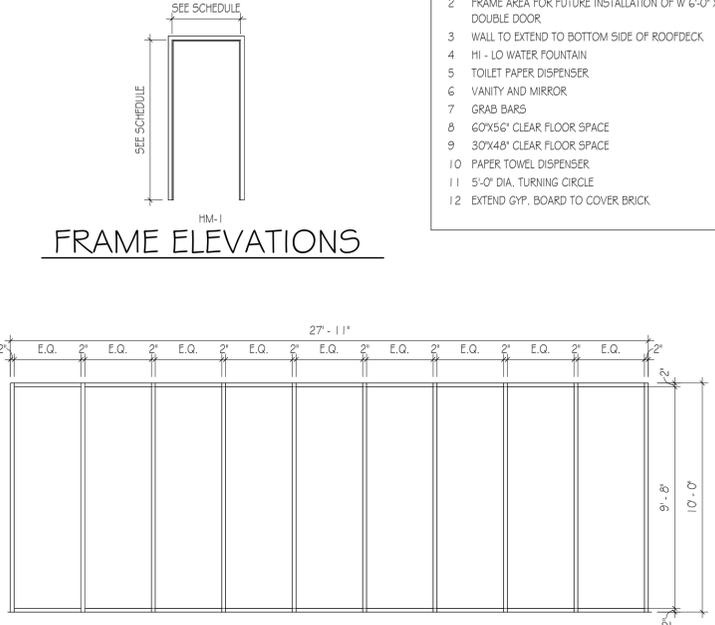 SEE SCHEDULE
SEE SCHEDULE
HM-1
FRAME ELEVATIONS
2 FRAME AREA FOR FUTURE INSTALLATION OF W 6'-0"
DOUBLE DOOR
3 WALL TO EXTEND TO BOTTOM SIDE OF ROOFDECK
4 HI - LO WATER FOUNTAIN
5 TOILET PAPER DISPENSER
6 VANITY AND MIRROR
7 GRAB BARS
8 60"X56" CLEAR FLOOR SPACE
9 30"X48" CLEAR FLOOR SPACE
10 PAPER TOWEL DISPENSER
11 5'-0" DIA. TURNING CIRCLE
12 EXTEND GYP. BOARD TO COVER BRICK
27' - 11"
2" E.Q. 2" E.Q. 2" E.Q. 2" E.Q. 2" E.Q. 2" E.Q. 2" E.Q. 2" E.Q. 2" E.Q. 2"
2"
9' - 8"
10' - 0"